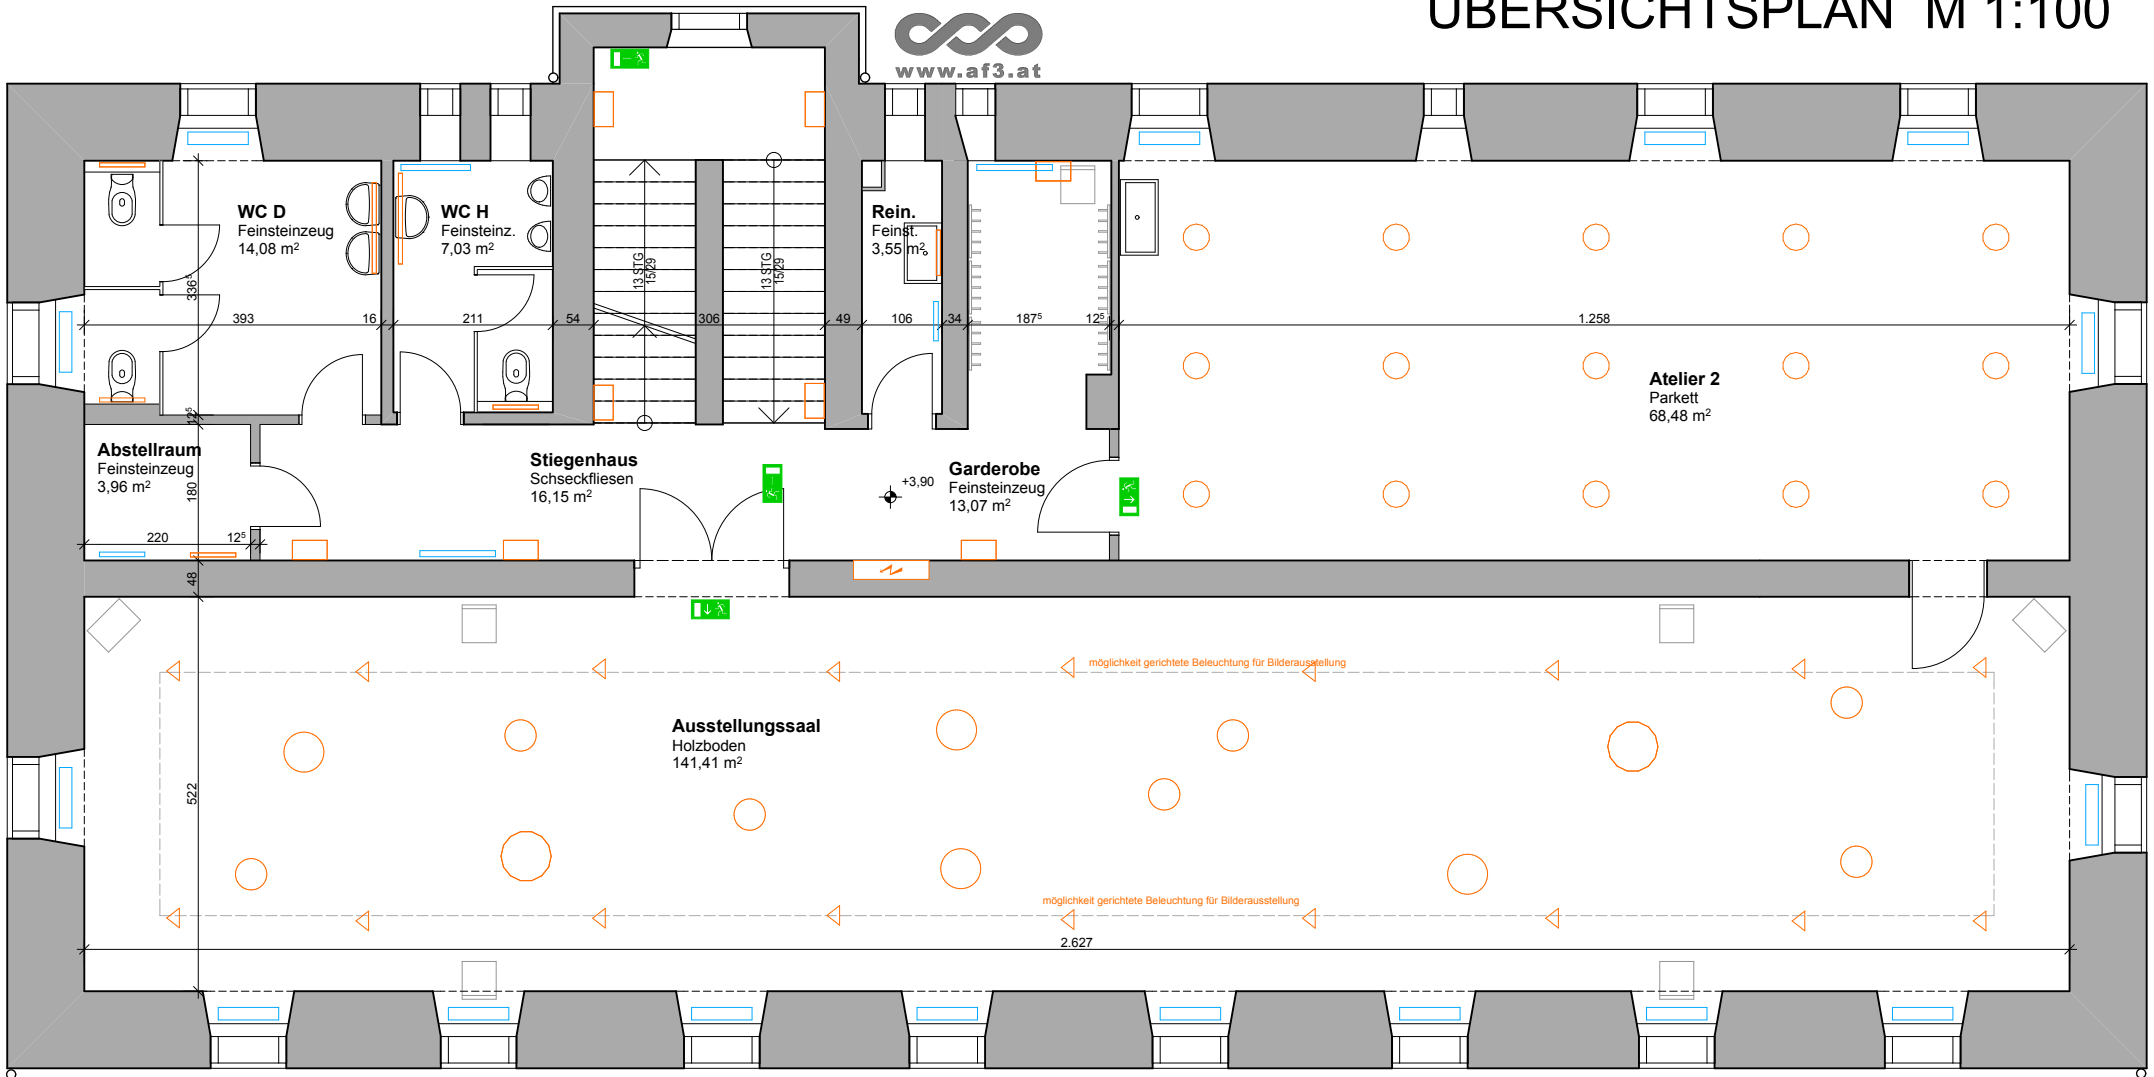 ÜBERSICHTSPLAN M 1:100
www.af3.at
WC D
Feinsteinzeug
14,08 m²
WC H
Feinsteinz.
7,03 m²
Rein.
Feinst.
3,55 m²
13 STG
15/29
13 STG
15/29
336⁵
393
16
211
54
306
49
106
34
187⁵
12⁵
1.258
Atelier 2
Parkett
68,48 m²
12⁵
Abstellraum
Feinsteinzeug
3,96 m²
180
Stiegenhaus
Scheckfliesen
16,15 m²
+3,90
Garderobe
Feinsteinzeug
13,07 m²
220
12⁵
48
möglichkeit gerichtete Beleuchtung für Bilderausstellung
Ausstellungssaal
Holzboden
141,41 m²
522
möglichkeit gerichtete Beleuchtung für Bilderausstellung
2.627